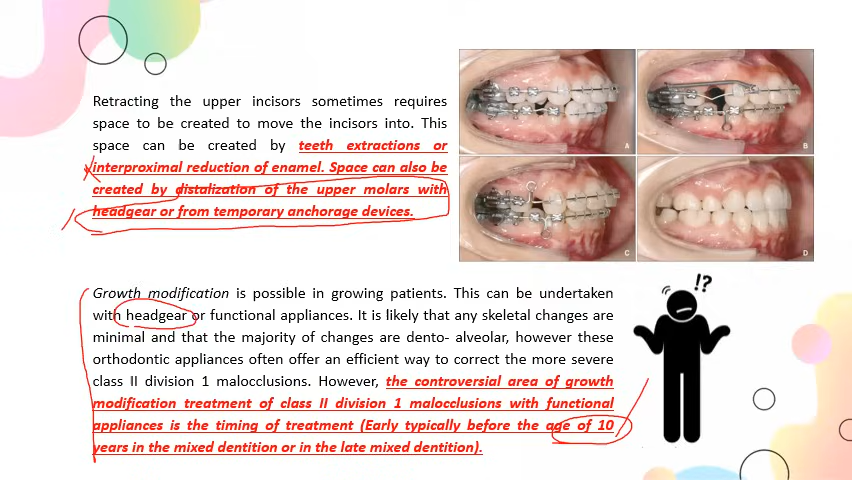 Retracting the upper incisors sometimes requires
space to be created to move the incisors into. This
space can be created by teeth extractions or
interproximal reduction of enamel. Space can also be
created by distalization of the upper molars with
headgear or from temporary anchorage devices.
A
B
C
D
Growth modification is possible in growing patients. This can be undertaken
with headgear or functional appliances. It is likely that any skeletal changes are
minimal and that the majority of changes are dento- alveolar, however these
orthodontic appliances often offer an efficient way to correct the more severe
class II division 1 malocclusions. However, the controversial area of growth
modification treatment of class II division 1 malocclusions with functional
appliances is the timing of treatment (Early typically before the age of 10
years in the mixed dentition or in the late mixed dentition).
!?